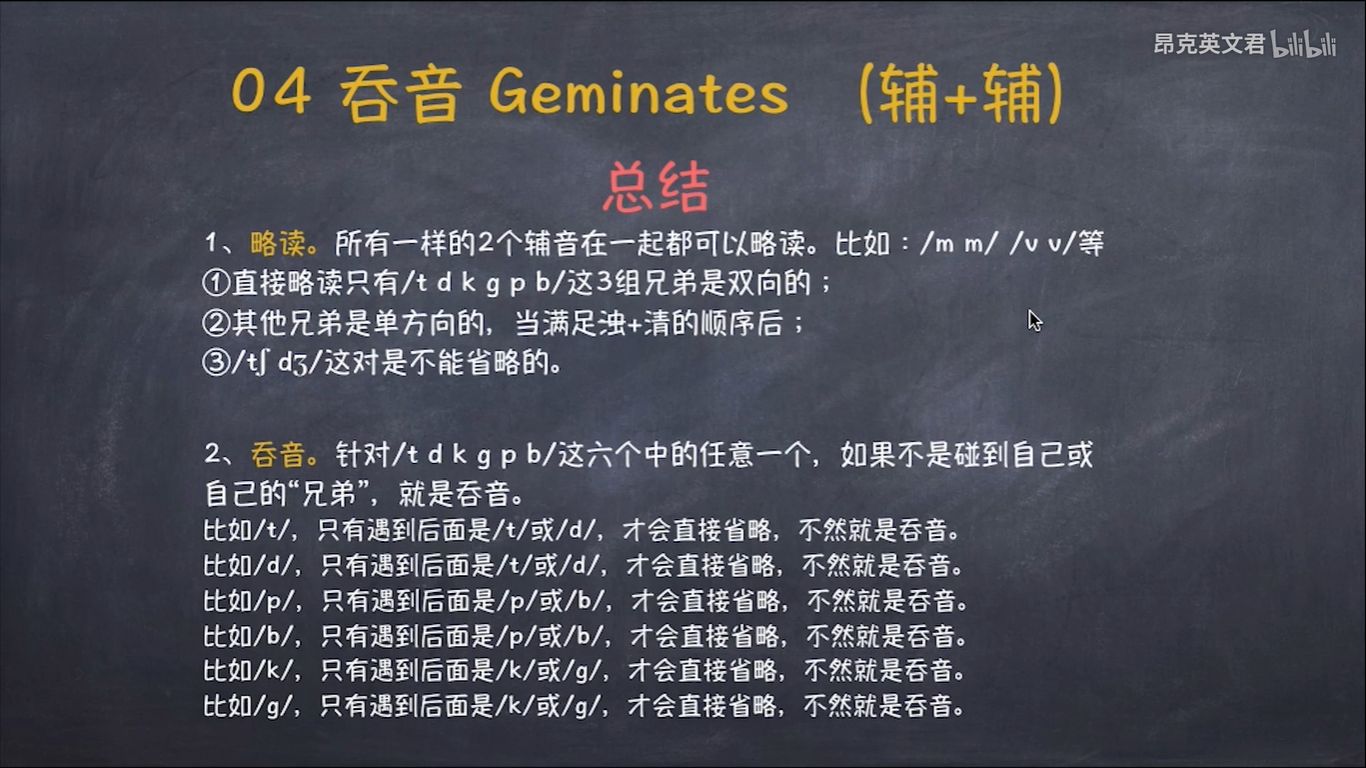 昂克英文君 bilibili
04 吞音 Geminates （辅+辅）
总结
1、略读。所有一样的2个辅音在一起都可以略读。比如：/m m/ /v v/等
①直接略读只有/t d k g p b/这3组兄弟是双向的；
②其他兄弟是单方向的，当满足浊+清的顺序后；
③/tʃ dʒ/这对是不能省略的。
2、吞音。针对/t d k g p b/这六个中的任意一个，如果不是碰到自己或
自己的“兄弟”，就是吞音。
比如/t/，只有遇到后面是/t/或/d/，才会直接省略，不然就是吞音。
比如/d/，只有遇到后面是/t/或/d/，才会直接省略，不然就是吞音。
比如/p/，只有遇到后面是/p/或/b/，才会直接省略，不然就是吞音。
比如/b/，只有遇到后面是/p/或/b/，才会直接省略，不然就是吞音。
比如/k/，只有遇到后面是/k/或/g/，才会直接省略，不然就是吞音。
比如/g/，只有遇到后面是/k/或/g/，才会直接省略，不然就是吞音。